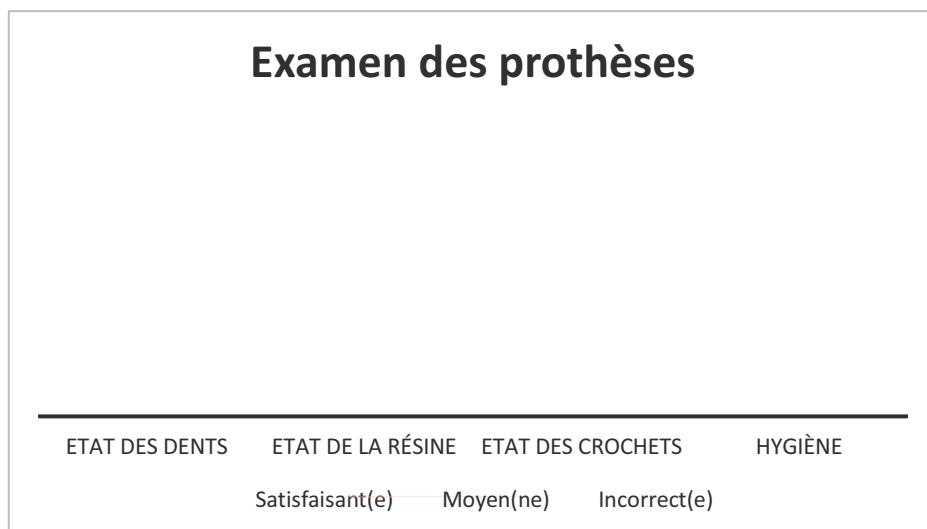 Examen des prothèses
ETAT DES DENTS ETAT DE LA RÉSINE ETAT DES CROCHETS HYGIÈNE
Satisfaisant(e) Moyen(ne) Incorrect(e)